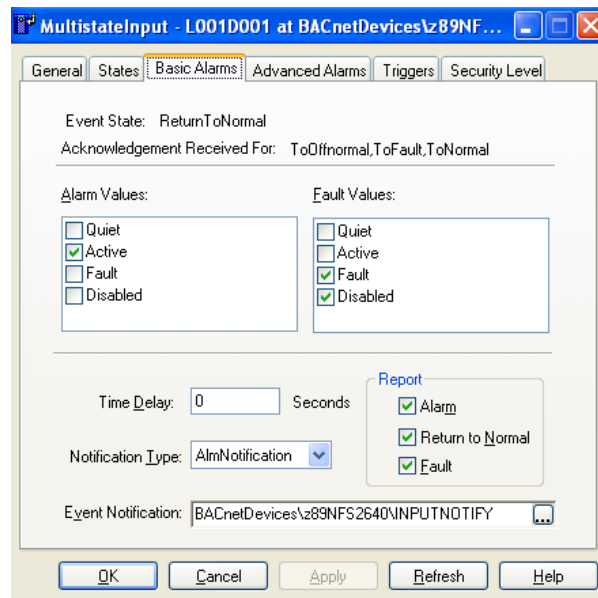 MultistateInput - L001D001 at BACnetDevices\z89NF...
General States Basic Alarms Advanced Alarms Triggers Security Level
Event State: ReturnToNormal
Acknowledgement Received For: ToOffnormal,ToFault,ToNormal
Alarm Values: Fault Values:
Quiet Quiet
Active Active
Fault Fault
Disabled Disabled
Report
Time Delay: 0 Seconds Alarm
Return to Normal
Notification Type: AlmNotification
Fault
Event Notification: BACnetDevices\z89NFS2640\INPUTNOTIFY ...
OK Cancel Apply Refresh Help